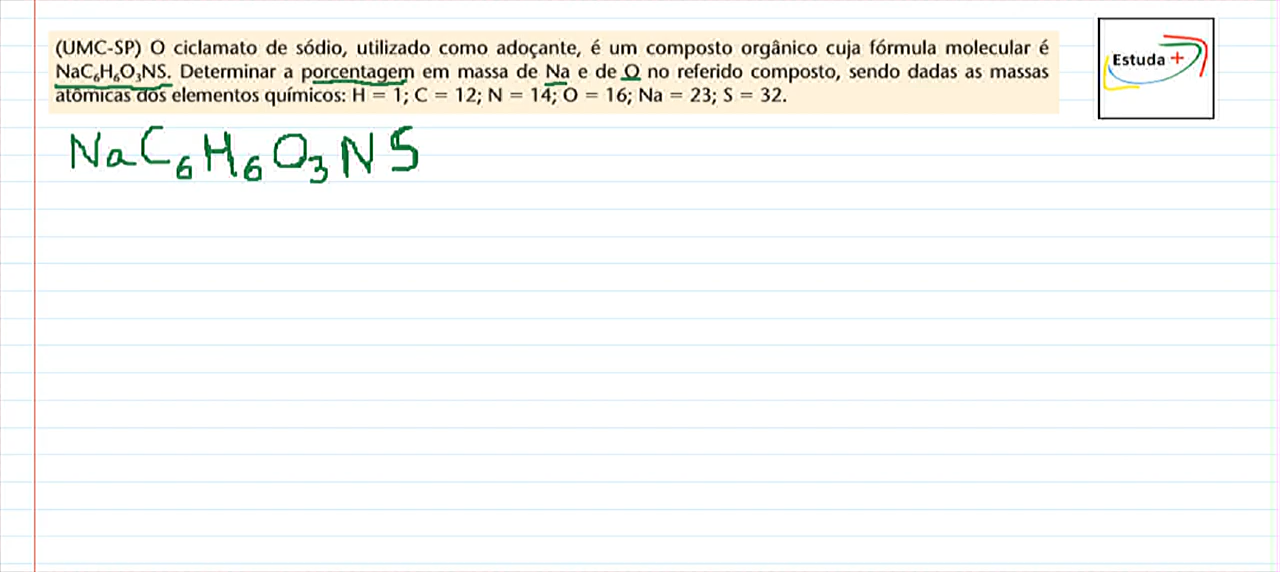 (UMC-SP) O ciclamato de sódio, utilizado como adoçante, é um composto orgânico cuja fórmula molecular é
NaC₆H₆O₃NS. Determinar a porcentagem em massa de Na e de O no referido composto, sendo dadas as massas
atômicas dos elementos químicos: H = 1; C = 12; N = 14; O = 16; Na = 23; S = 32.
Estuda +
NaC₆H₆O₃NS